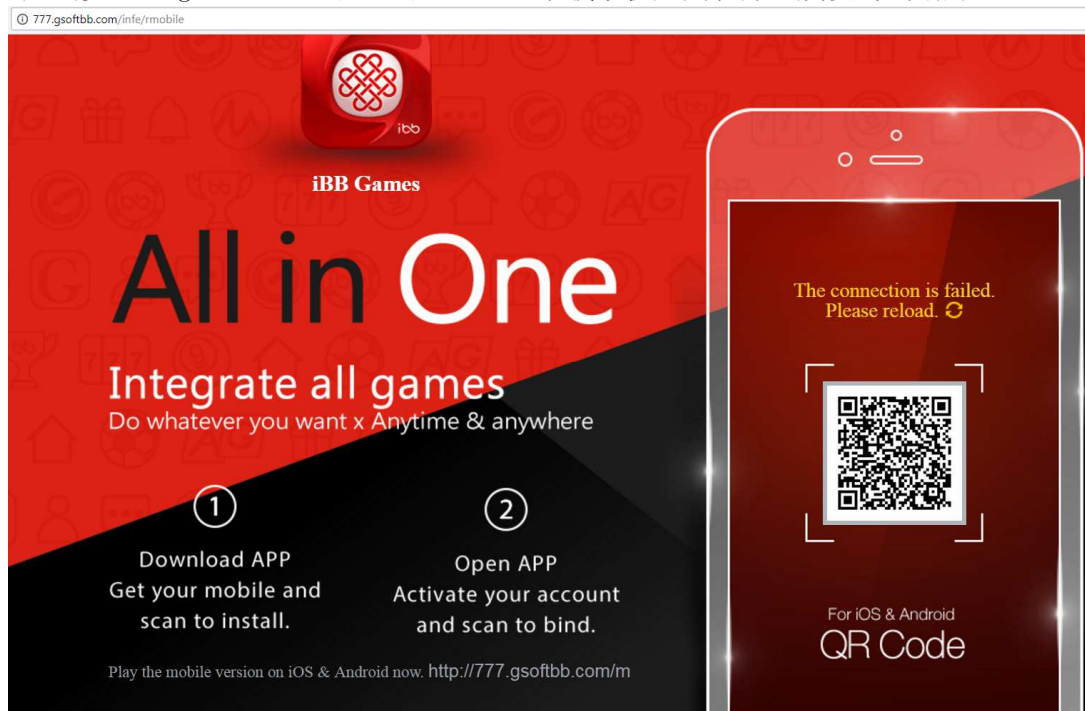 777.gsoftbb.com/infe/rmobile
ibb
iBB Games
All in One
Integrate all games
Do whatever you want x Anytime & anywhere
1
Download APP
Get your mobile and
scan to install.
2
Open APP
Activate your account
and scan to bind.
Play the mobile version on iOS & Android now. http://777.gsoftbb.com/m
The connection is failed.
Please reload.
For iOS & Android
QR Code